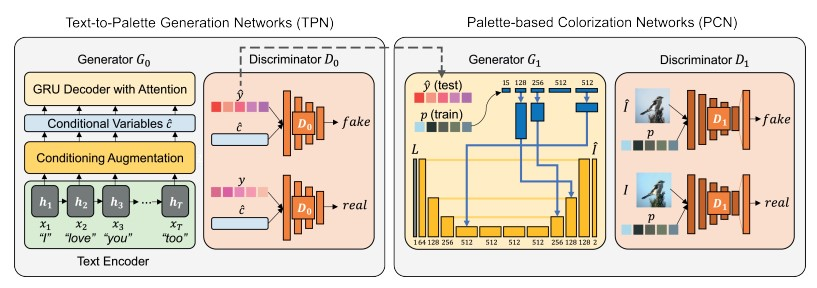 Text-to-Palette Generation Networks (TPN)
Generator G₀
GRU Decoder with Attention
Conditional Variables ĉ
Conditioning Augmentation
h₁ h₂ h₃ ... h_T
x₁ x₂ x₃ x_T
"I" "love" "you" "too"
Text Encoder
Discriminator D₀
ŷ
ĉ
D₀
fake
y
ĉ
D₀
real
Palette-based Colorization Networks (PCN)
Generator G₁
ŷ (test)
p (train)
15 128 256 512 512
L
Î
1 64 128 256 512 512 512 512 256 128 128 2
Discriminator D₁
Î
p
D₁
fake
I
p
D₁
real